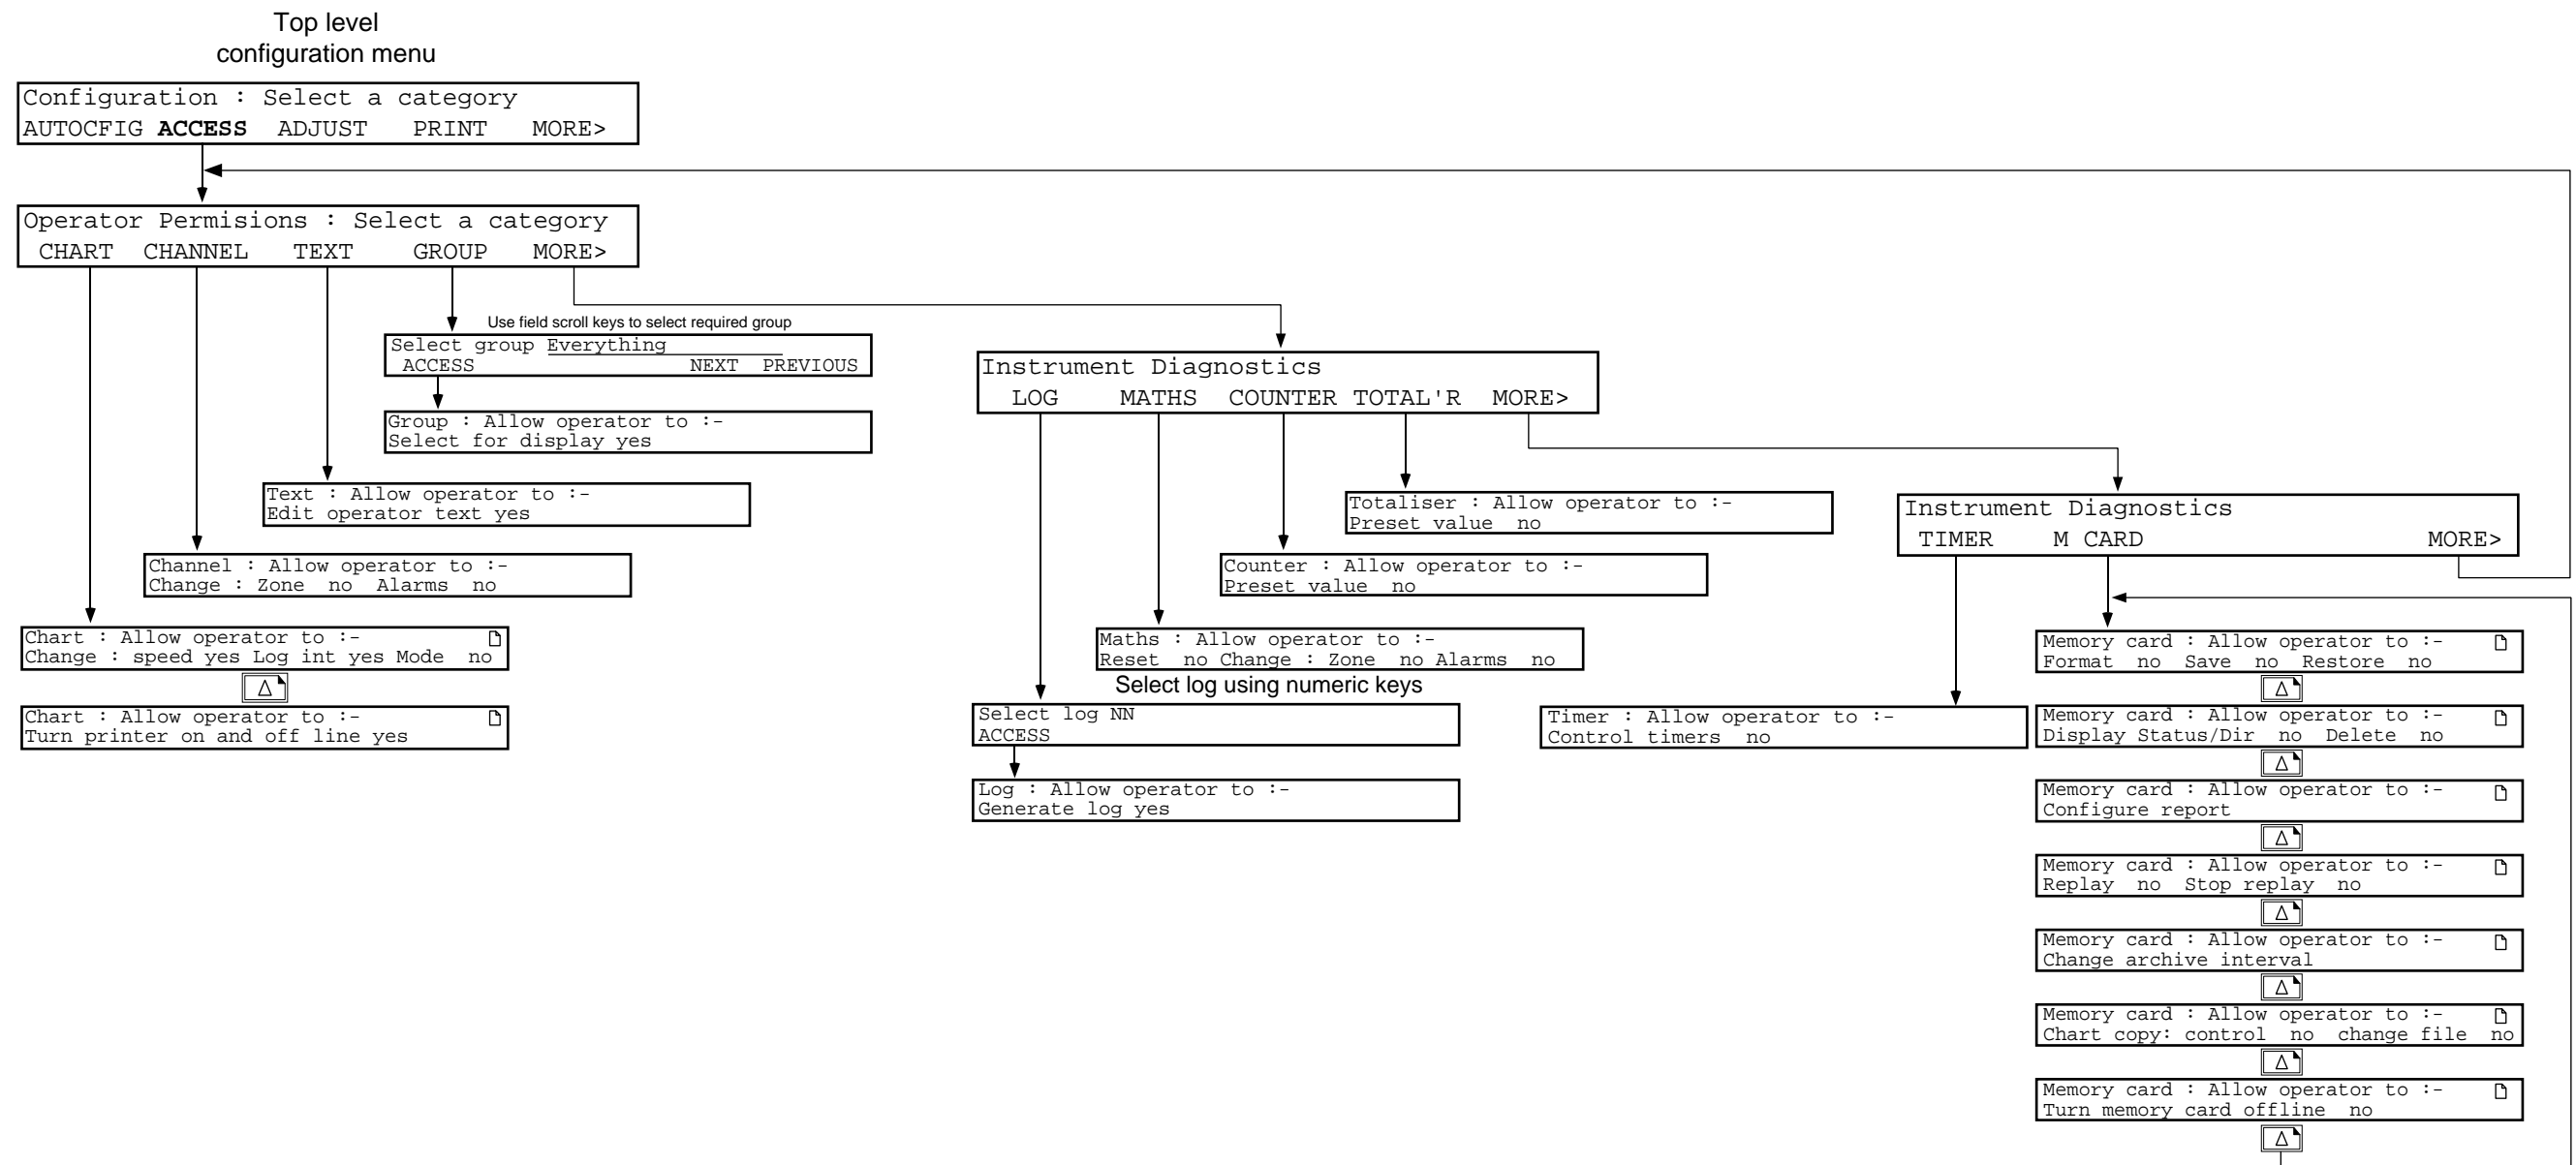 Top level
configuration menu
Configuration : Select a category
AUTOCFIG ACCESS ADJUST PRINT MORE>
Operator Permisions : Select a category
CHART CHANNEL TEXT GROUP MORE>
Use field scroll keys to select required group
Select group Everything
ACCESS NEXT PREVIOUS
Group : Allow operator to :-
Select for display yes
Text : Allow operator to :-
Edit operator text yes
Channel : Allow operator to :-
Change : Zone no Alarms no
Chart : Allow operator to :-
Change : speed yes Log int yes Mode no
Chart : Allow operator to :-
Turn printer on and off line yes
Instrument Diagnostics
LOG MATHS COUNTER TOTAL'R MORE>
Totaliser : Allow operator to :-
Preset value no
Counter : Allow operator to :-
Preset value no
Maths : Allow operator to :-
Reset no Change : Zone no Alarms no
Select log using numeric keys
Select log NN
ACCESS
Log : Allow operator to :-
Generate log yes
Instrument Diagnostics
TIMER M CARD MORE>
Timer : Allow operator to :-
Control timers no
Memory card : Allow operator to :-
Format no Save no Restore no
Memory card : Allow operator to :-
Display Status/Dir no Delete no
Memory card : Allow operator to :-
Configure report
Memory card : Allow operator to :-
Replay no Stop replay no
Memory card : Allow operator to :-
Change archive interval
Memory card : Allow operator to :-
Chart copy: control no change file no
Memory card : Allow operator to :-
Turn memory card offline no